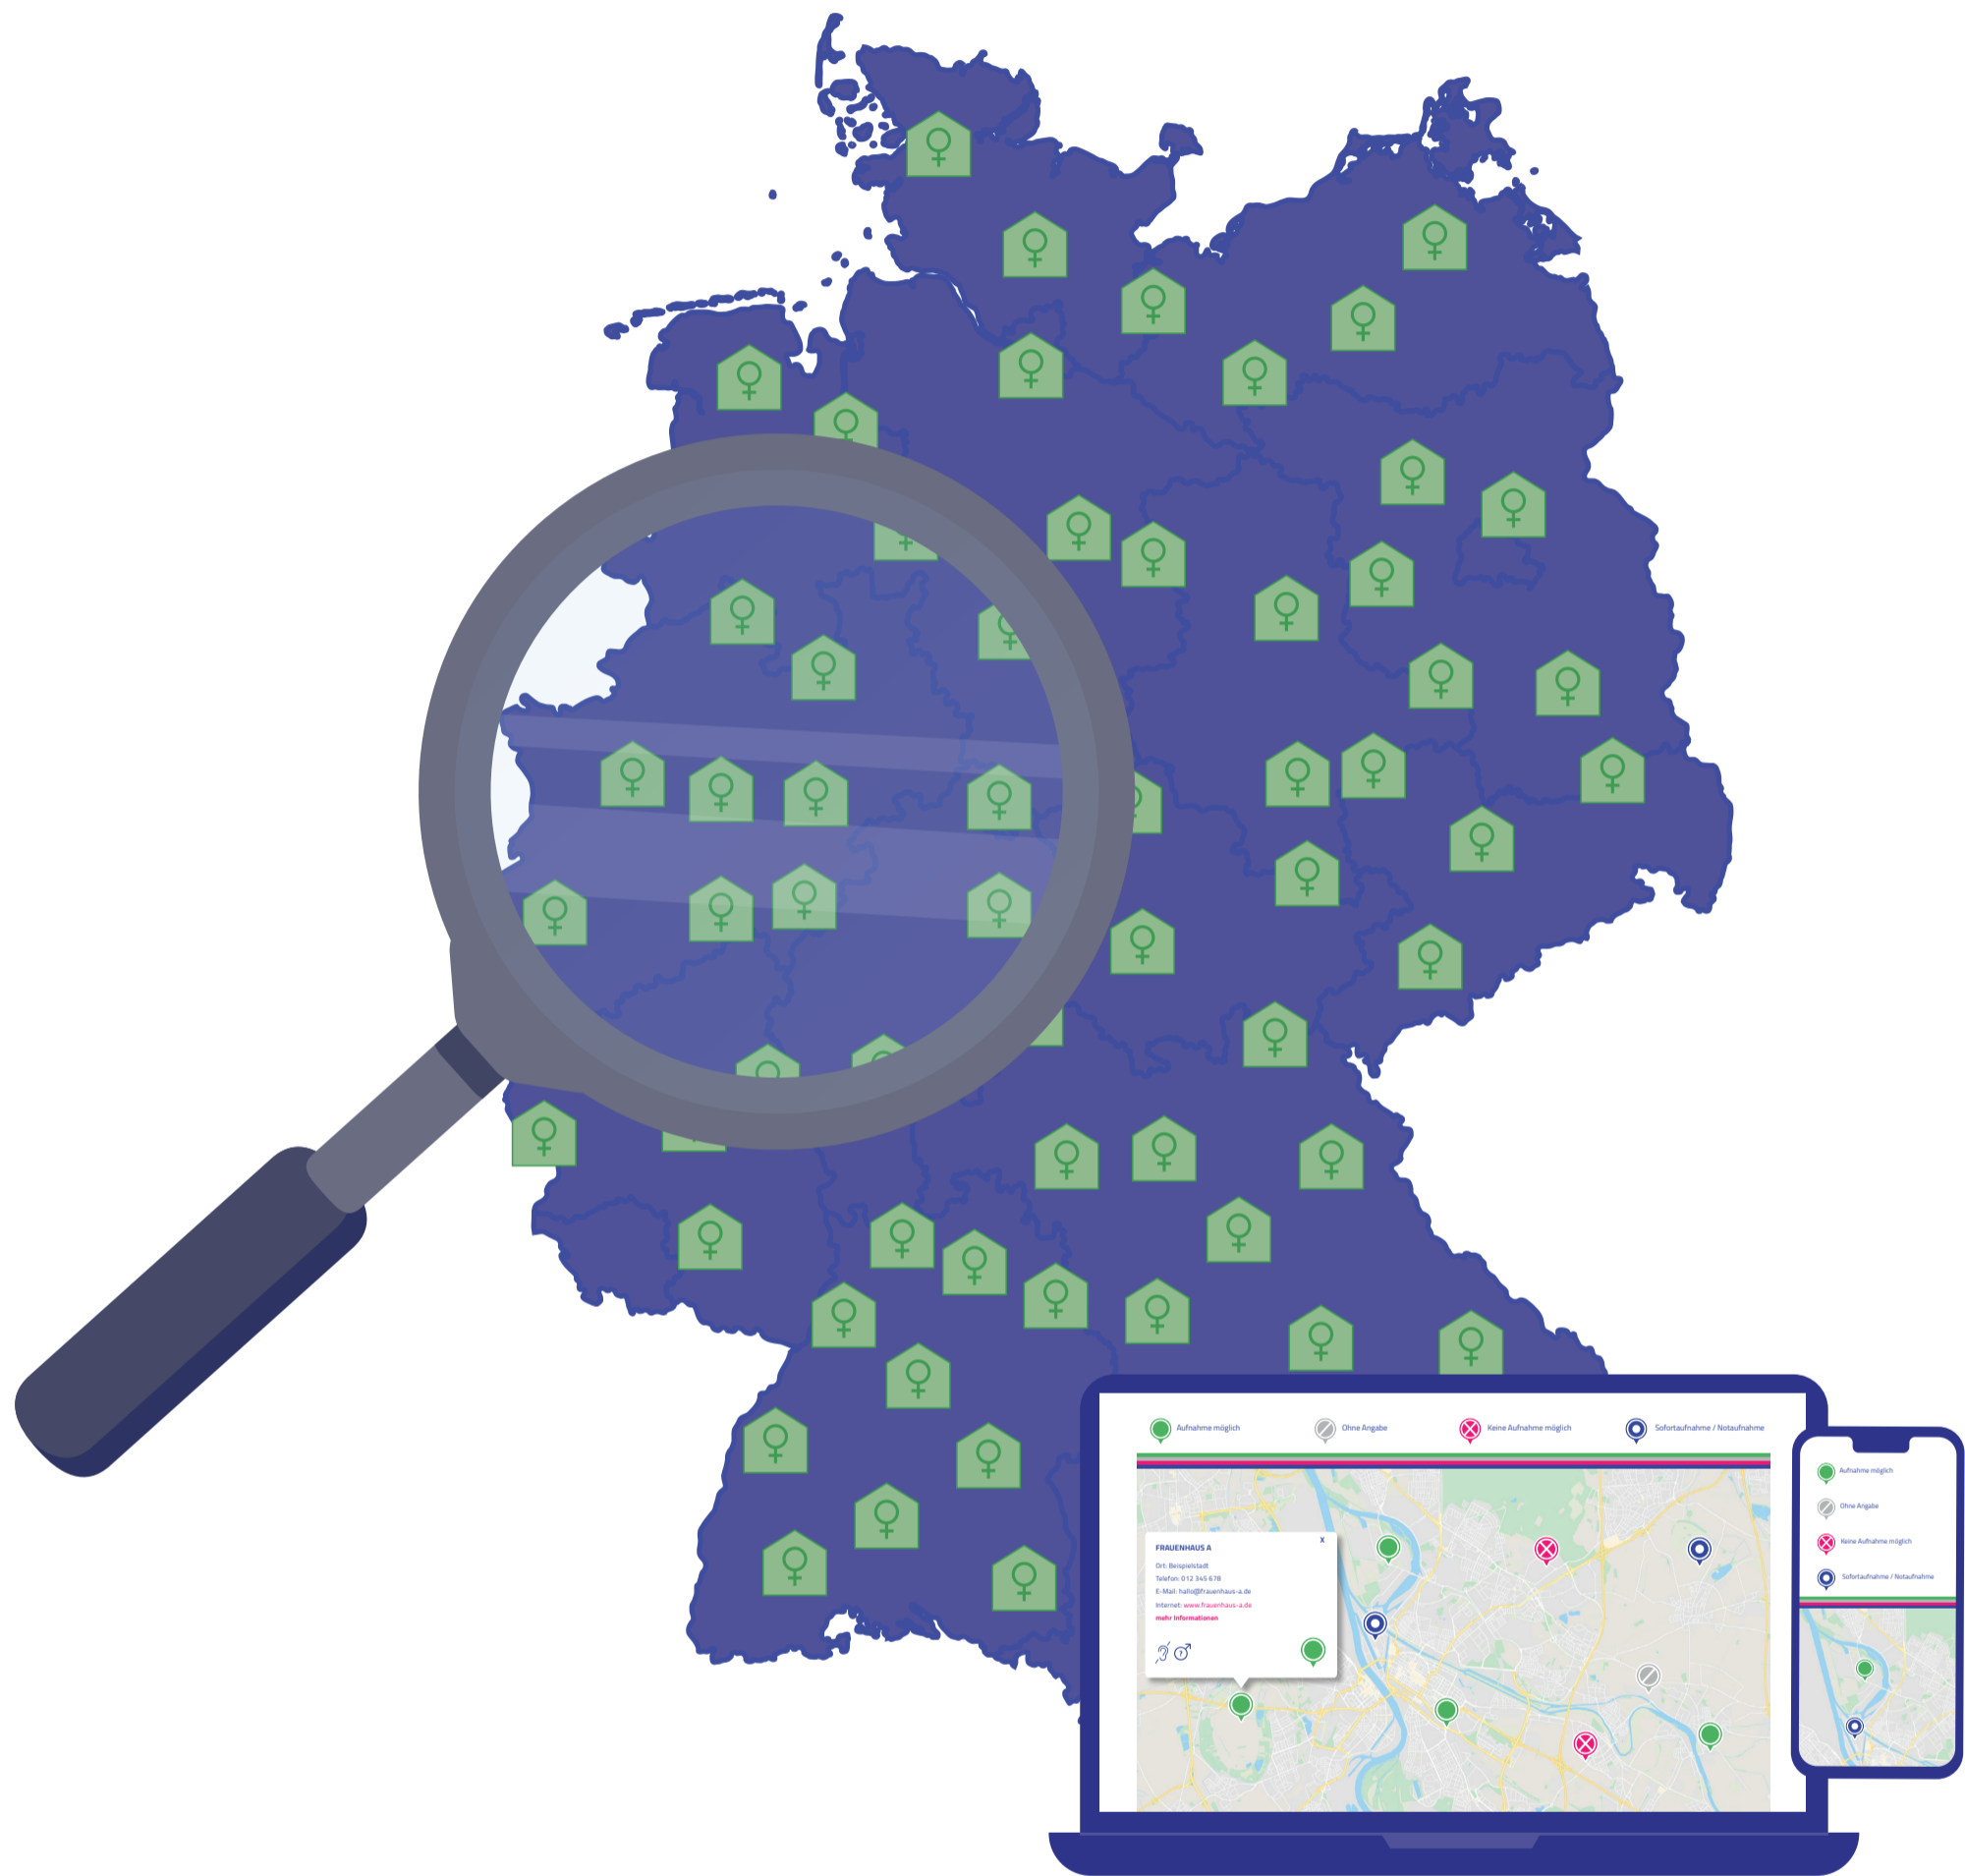 Aufnahme möglich
Ohne Angabe
Keine Aufnahme möglich
Sofortaufnahme / Notaufnahme
FRAUENHAUS A
X
Ort: Beispielstadt
Telefon: 012 345 678
E-Mail: hallo@frauenhaus-a.de
Internet: www.frauenhaus-a.de
mehr Informationen
Aufnahme möglich
Ohne Angabe
Keine Aufnahme möglich
Sofortaufnahme / Notaufnahme